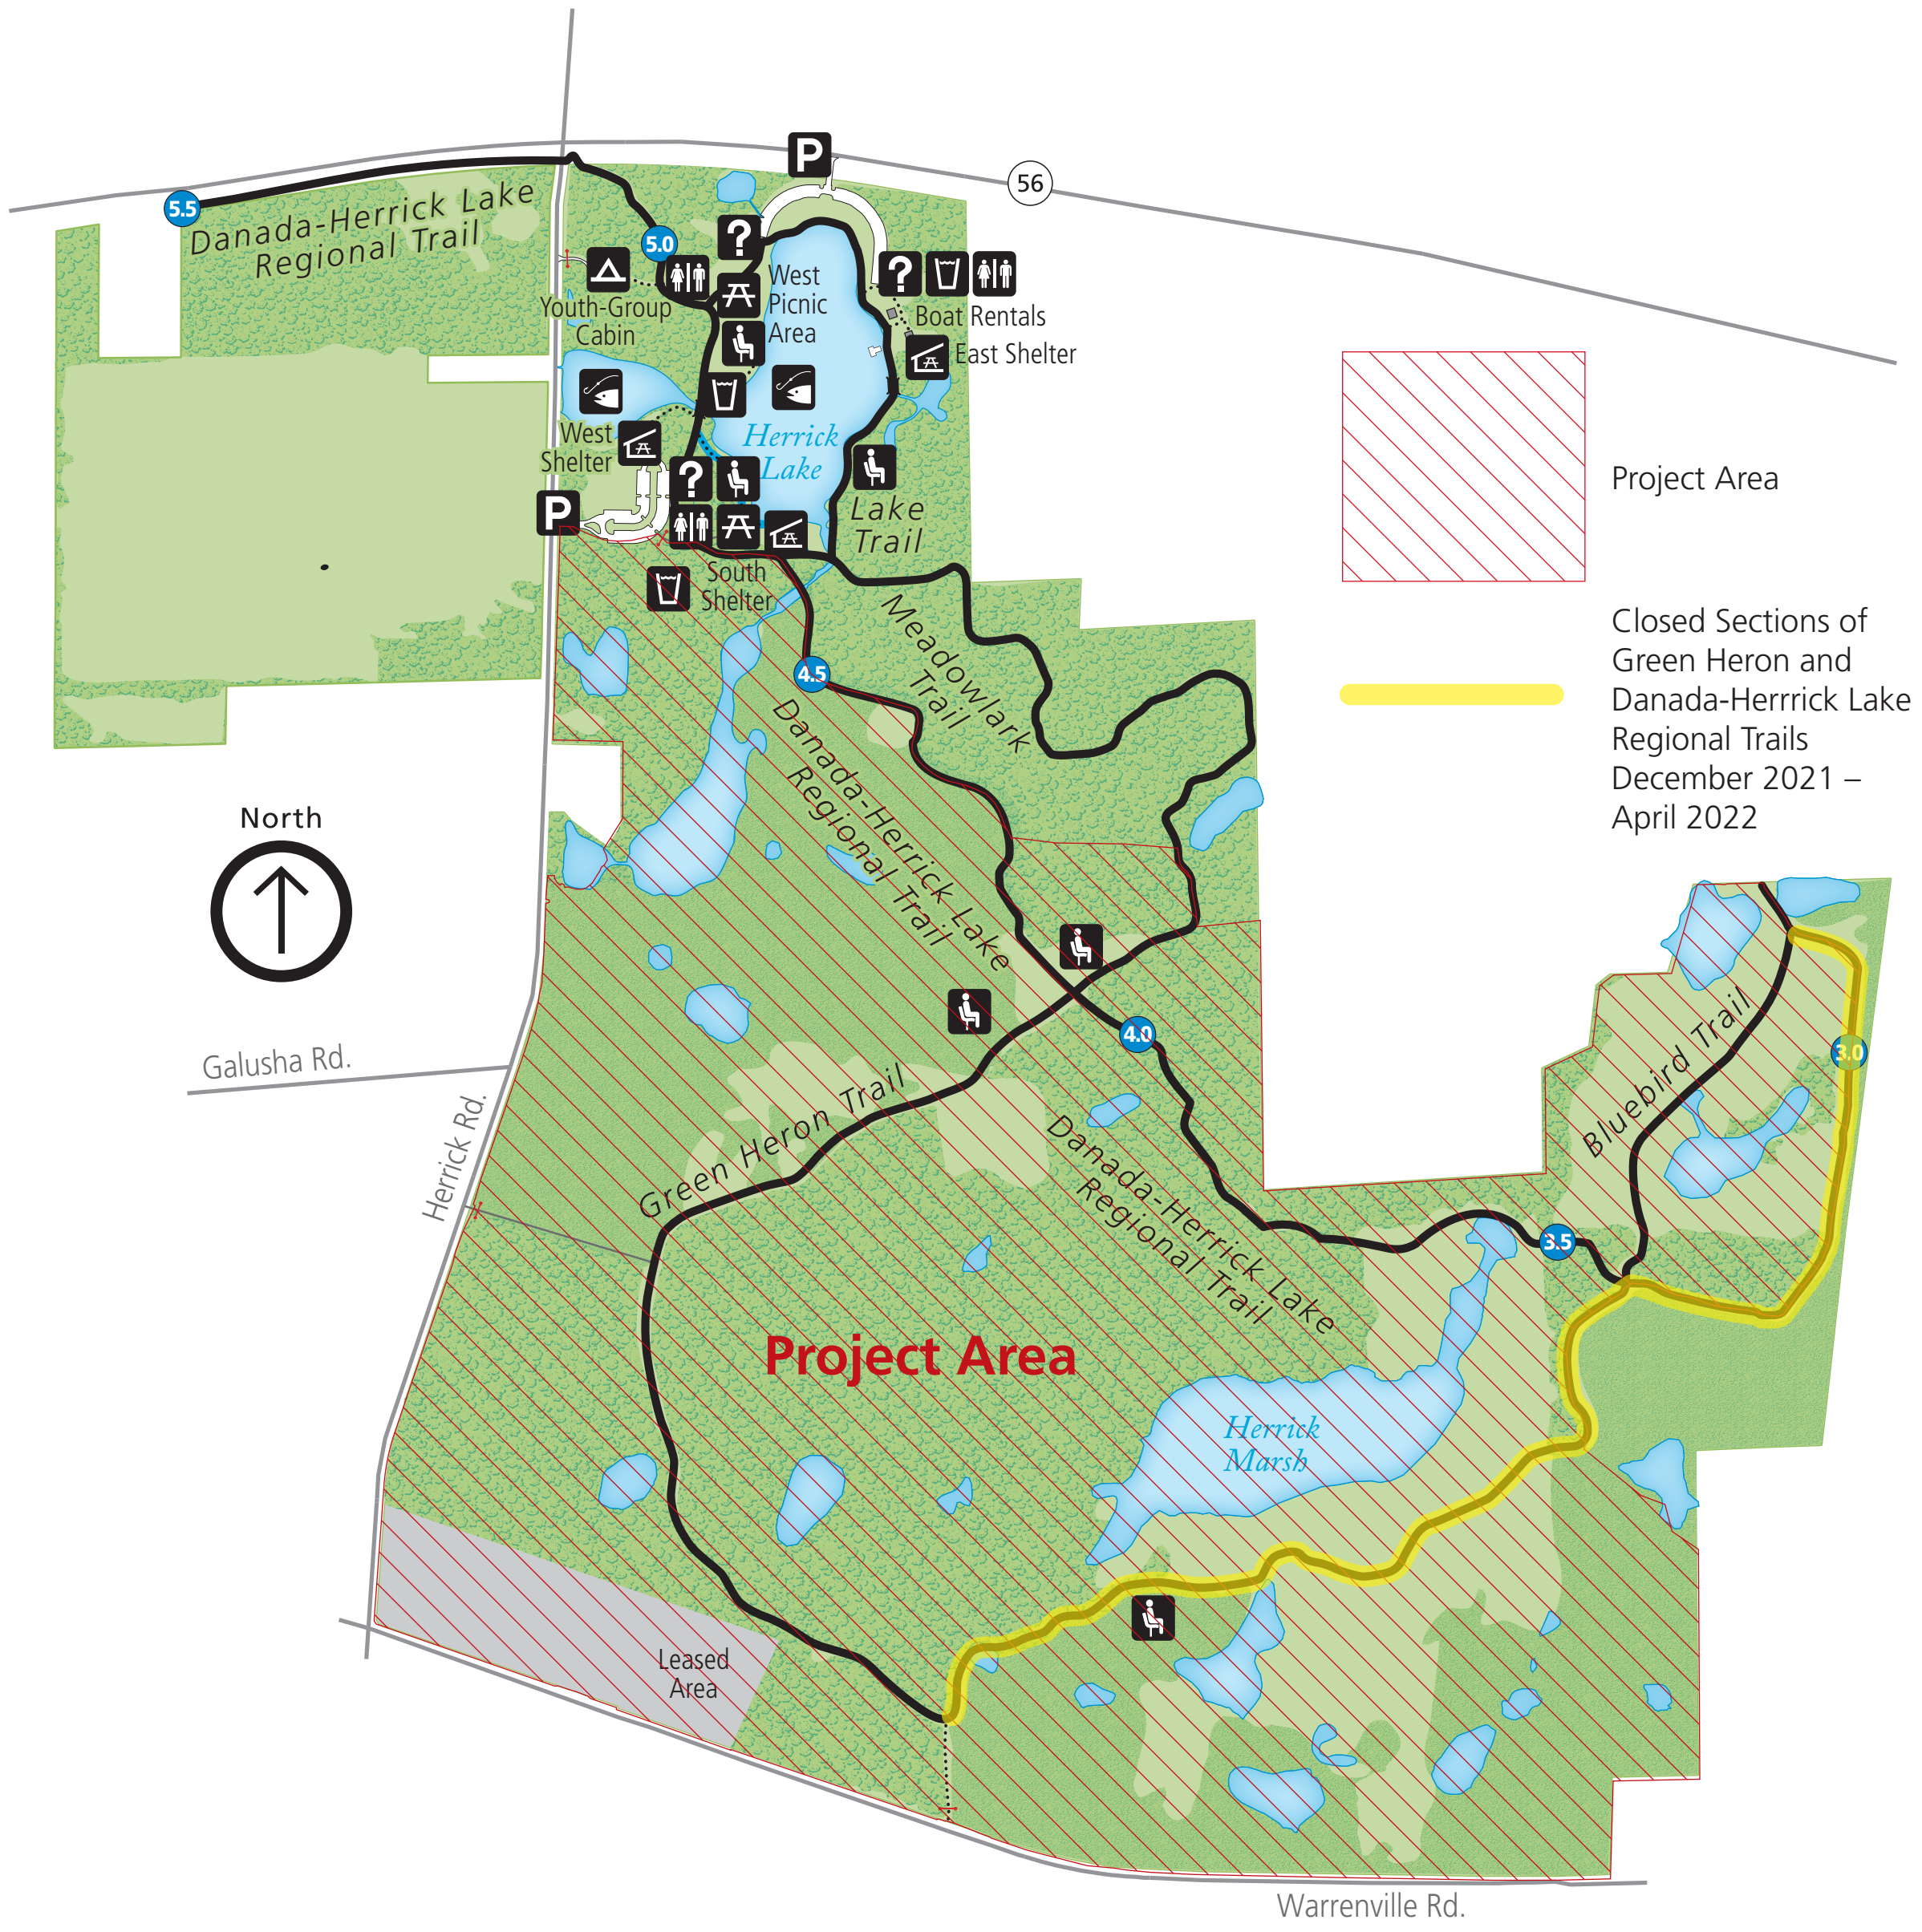 P
56
5.5
Danada-Herrick Lake
Regional Trail
5.0
?
West
Picnic
Area
?
Boat Rentals
East Shelter
Youth-Group
Cabin
West
Shelter
Herrick
Lake
?
P
Lake
Trail
South
Shelter
Project Area
Closed Sections of
Green Heron and
Danada-Herrrick Lake
Regional Trails
December 2021 –
April 2022
4.5
Meadowlark
Trail
Danada-Herrick Lake
Regional Trail
North
4.0
3.0
Bluebird Trail
Galusha Rd.
Herrick Rd.
Green Heron Trail
Danada-Herrick Lake
Regional Trail
3.5
Project Area
Herrick
Marsh
Leased
Area
Warrenville Rd.